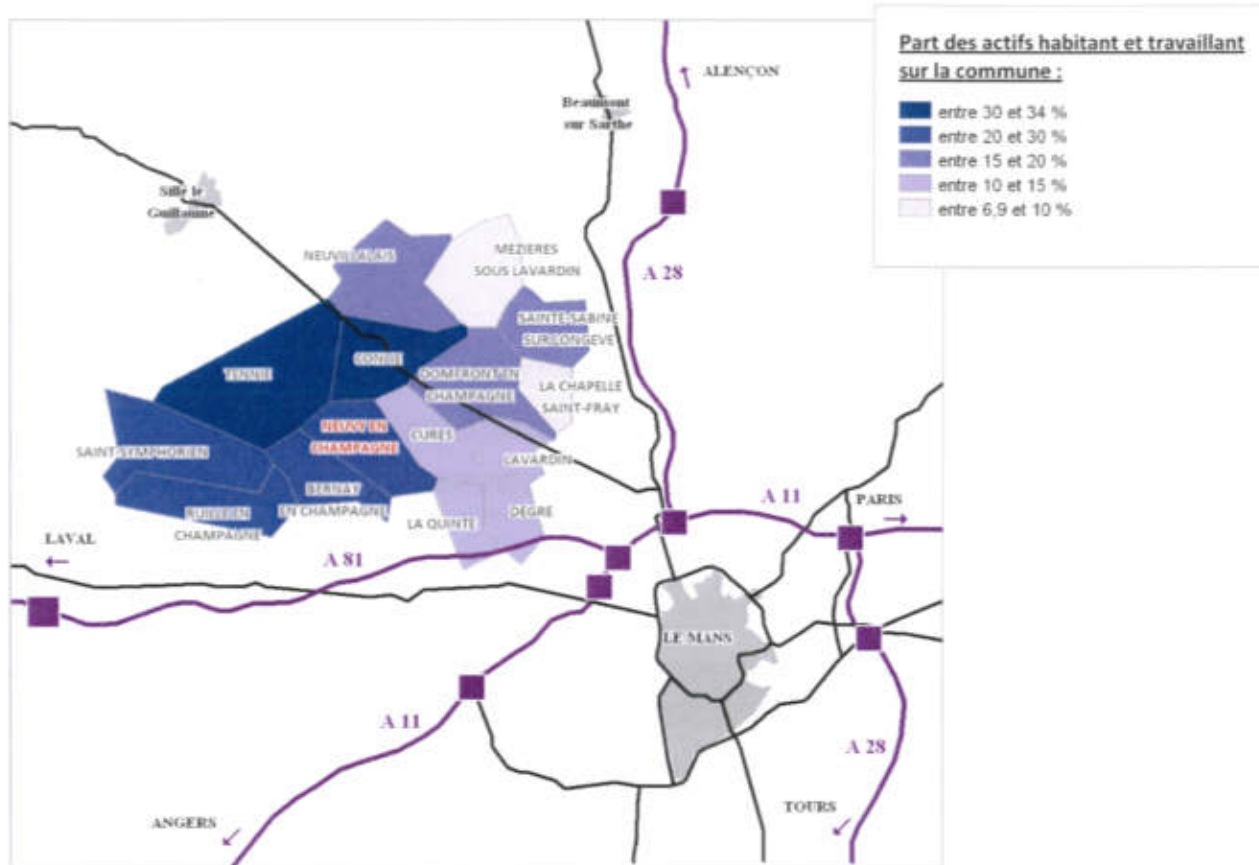 Part des actifs habitant et travaillant
sur la commune :
entre 30 et 34 %
entre 20 et 30 %
entre 15 et 20 %
entre 10 et 15 %
entre 6,9 et 10 %
ALENÇON
Beaumont
sur Sarthe
Sille le
Guillaume
NEUVILLALAIS
MEZIERES
SOUS LAVARDIN
A 28
SAINTE-SABINE
SUR LONGEVE
TENNIE
CONLIE
DOMFRONT EN
CHAMPAGNE
LA CHAPELLE
SAINT-FRAY
NEUVY EN
CHAMPAGNE
CURES
SAINT-SYMPHORIEN
LAVARDIN
BERNAY
EN CHAMPAGNE
RUILLE EN
CHAMPAGNE
LA QUINTE
DEGRE
A 11
PARIS
LAVAL
A 81
LE MANS
A 11
A 28
ANGERS
TOURS